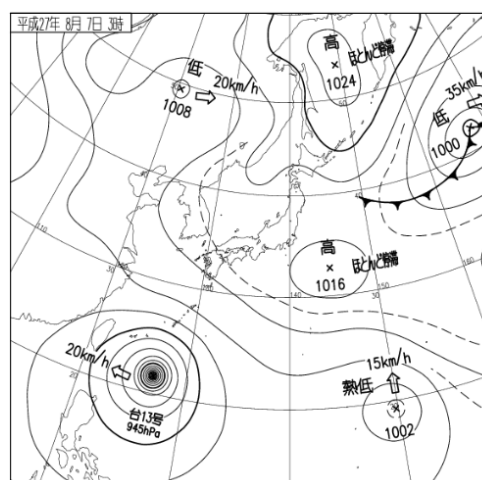 平成27年 8月 7日 3時
低
20km/h
1008
高
ほとんど停滞
1024
35km/h
低
1000
高
ほとんど停滞
1016
20km/h
台13号
945hPa
15km/h
熱低
1002